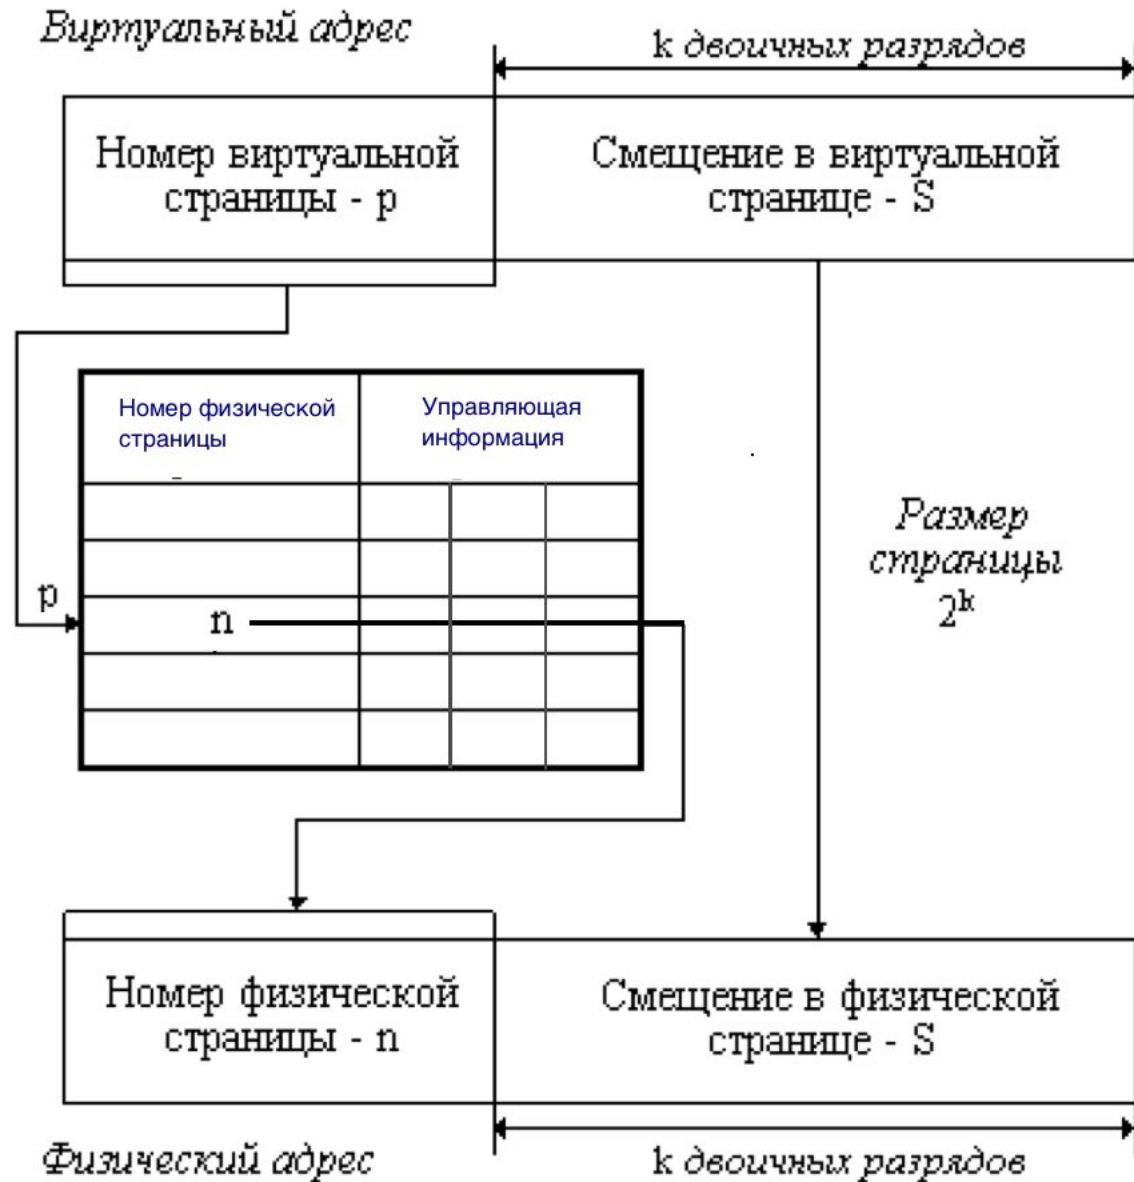 Виртуальный адрес
k двоичных разрядов
Номер виртуальной
страницы - p
Смещение в виртуальной
странице - S
Номер физической
страницы
Управляющая
информация
Размер
страницы
2^k
p
n
Номер физической
страницы - n
Смещение в физической
странице - S
Физический адрес
k двоичных разрядов